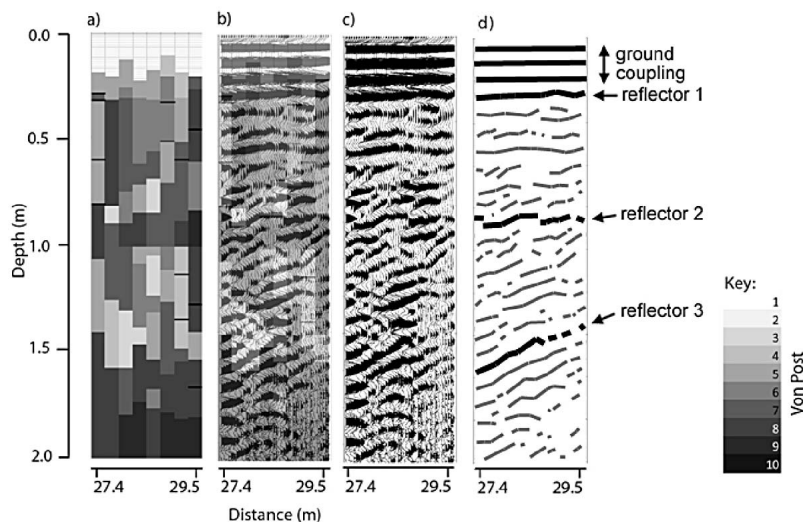 a)
b)
c)
d)
0.0
0.5
1.0
1.5
2.0
Depth (m)
ground
coupling
reflector 1
reflector 2
reflector 3
Key:
1
2
3
4
5
6
7
8
9
10
Von Post
27.4 29.5
27.4 29.5
27.4 29.5
27.4 29.5
Distance (m)